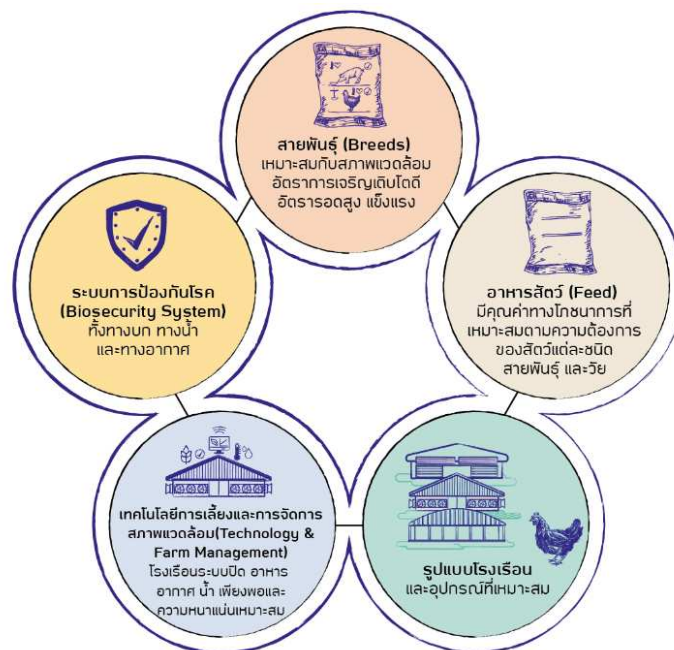 สายพันธุ์ (Breeds)
เหมาะสมกับสภาพแวดล้อม
อัตราการเจริญเติบโตดี
อัตรารอดสูง แข็งแรง
อาหารสัตว์ (Feed)
มีคุณค่าทางโภชนาการที่
เหมาะสมตามความต้องการ
ของสัตว์แต่ละชนิด
สายพันธุ์ และวัย
รูปแบบโรงเรือน
และอุปกรณ์ที่เหมาะสม
เทคโนโลยีการเลี้ยงและการจัดการ
สภาพแวดล้อม(Technology &
Farm Management)
โรงเรือนระบบปิด อาหาร
อากาศ น้ำ เพียงพอและ
ความหนาแน่นเหมาะสม
ระบบการป้องกันโรค
(Biosecurity System)
ทั้งทางบก ทางน้ำ
และทางอากาศ